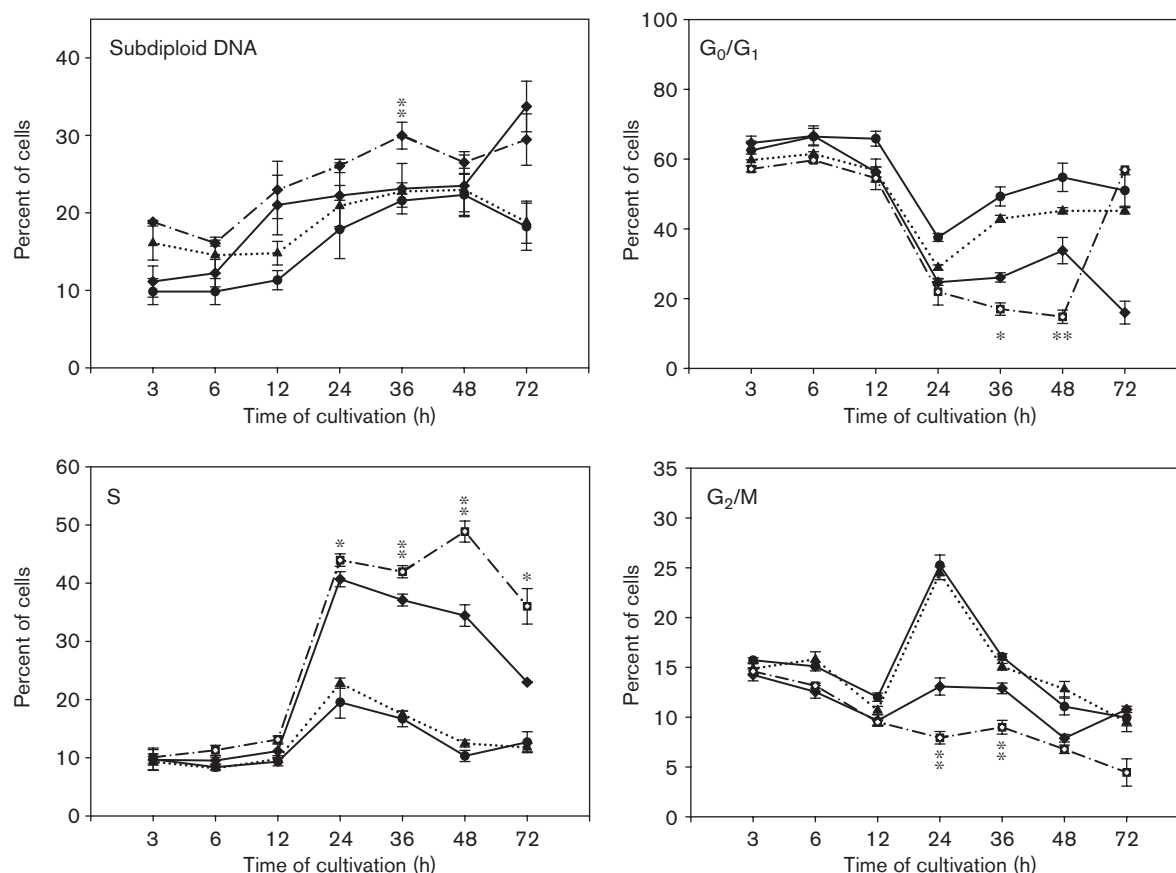 Subdiploid DNA
Percent of cells
40
30
20
10
0
**
3 6 12 24 36 48 72
Time of cultivation (h)
G0/G1
Percent of cells
100
80
60
40
20
0
* **
3 6 12 24 36 48 72
Time of cultivation (h)
S
Percent of cells
60
50
40
30
20
10
0
* ** ** *
3 6 12 24 36 48 72
Time of cultivation (h)
G2/M
Percent of cells
35
30
25
20
15
10
5
0
** **
3 6 12 24 36 48 72
Time of cultivation (h)